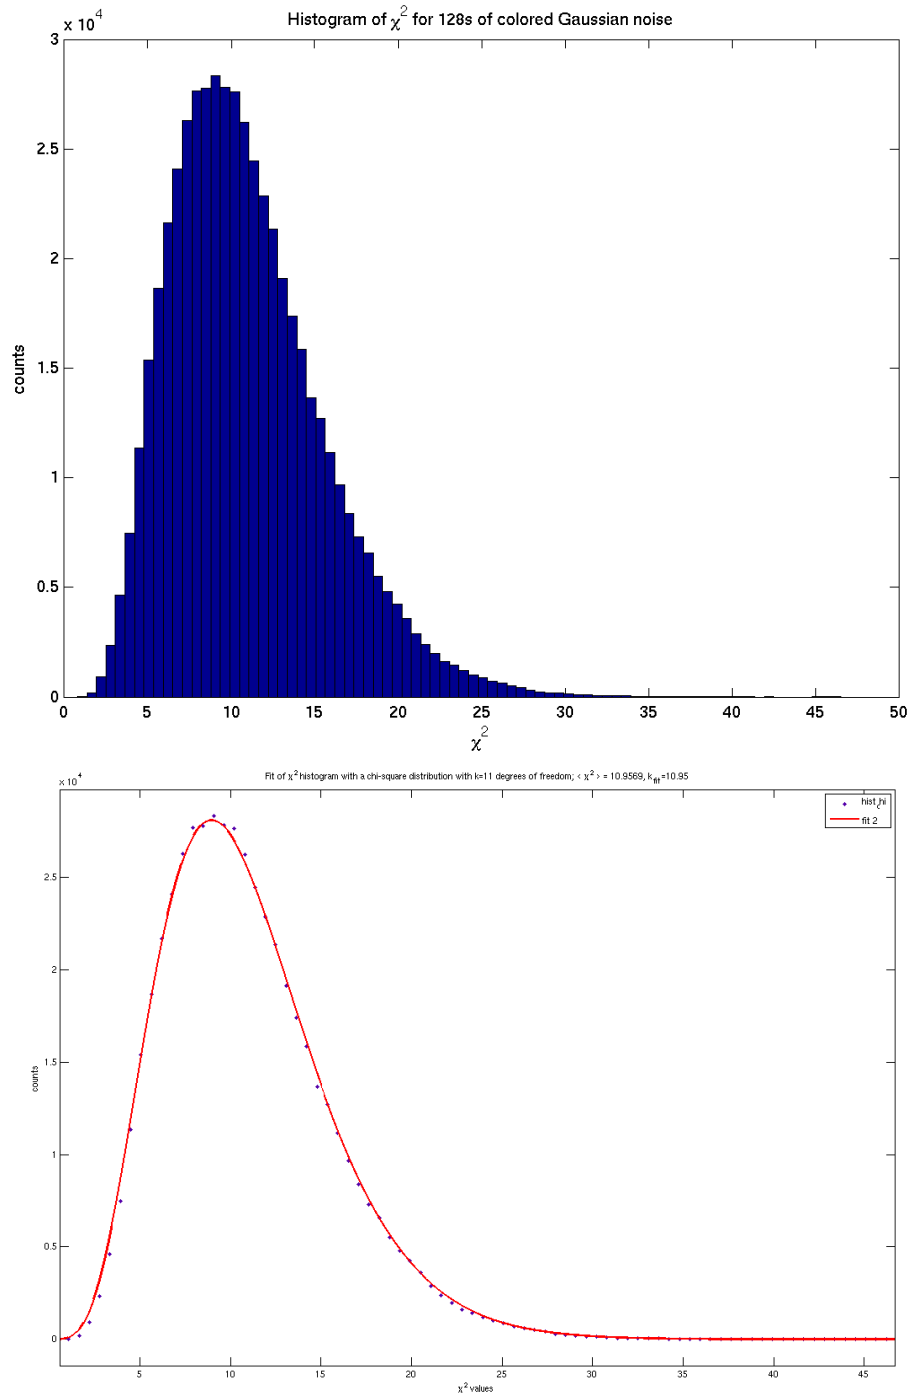 Histogram of χ² for 128s of colored Gaussian noise
x 10⁴
3
2.5
2
1.5
1
0.5
0
counts
0 5 10 15 20 25 30 35 40 45 50
χ²
Fit of χ² histogram with a chi-square distribution with k=11 degrees of freedom; < χ² > = 10.9569, k_fit=10.95
x 10⁴
hist_chi
fit 2
2.5
2
1.5
1
0.5
0
counts
5 10 15 20 25 30 35 40 45
χ² values